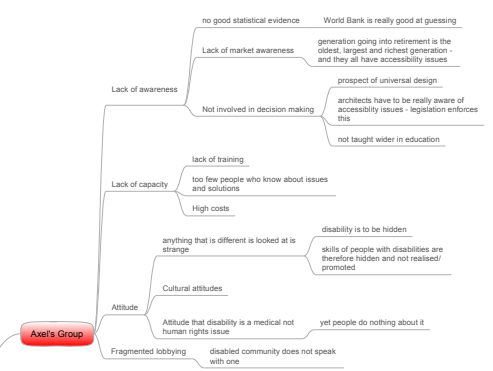 no good statistical evidence
World Bank is really good at guessing
Lack of market awareness
generation going into retirement is the
oldest, largest and richest generation -
and they all have accessibility issues
Lack of awareness
Not involved in decision making
prospect of universal design
architects have to be really aware of
accessiblity issues - legislation enforces
this
not taught wider in education
Lack of capacity
lack of training
too few people who know about issues
and solutions
High costs
Attitude
anything that is different is looked at is
strange
disability is to be hidden
skills of people with disabilities are
therefore hidden and not realised/
promoted
Cultural attitudes
Attitude that disability is a medical not
human rights issue
yet people do nothing about it
Axel's Group
Fragmented lobbying
disabled community does not speak
with one